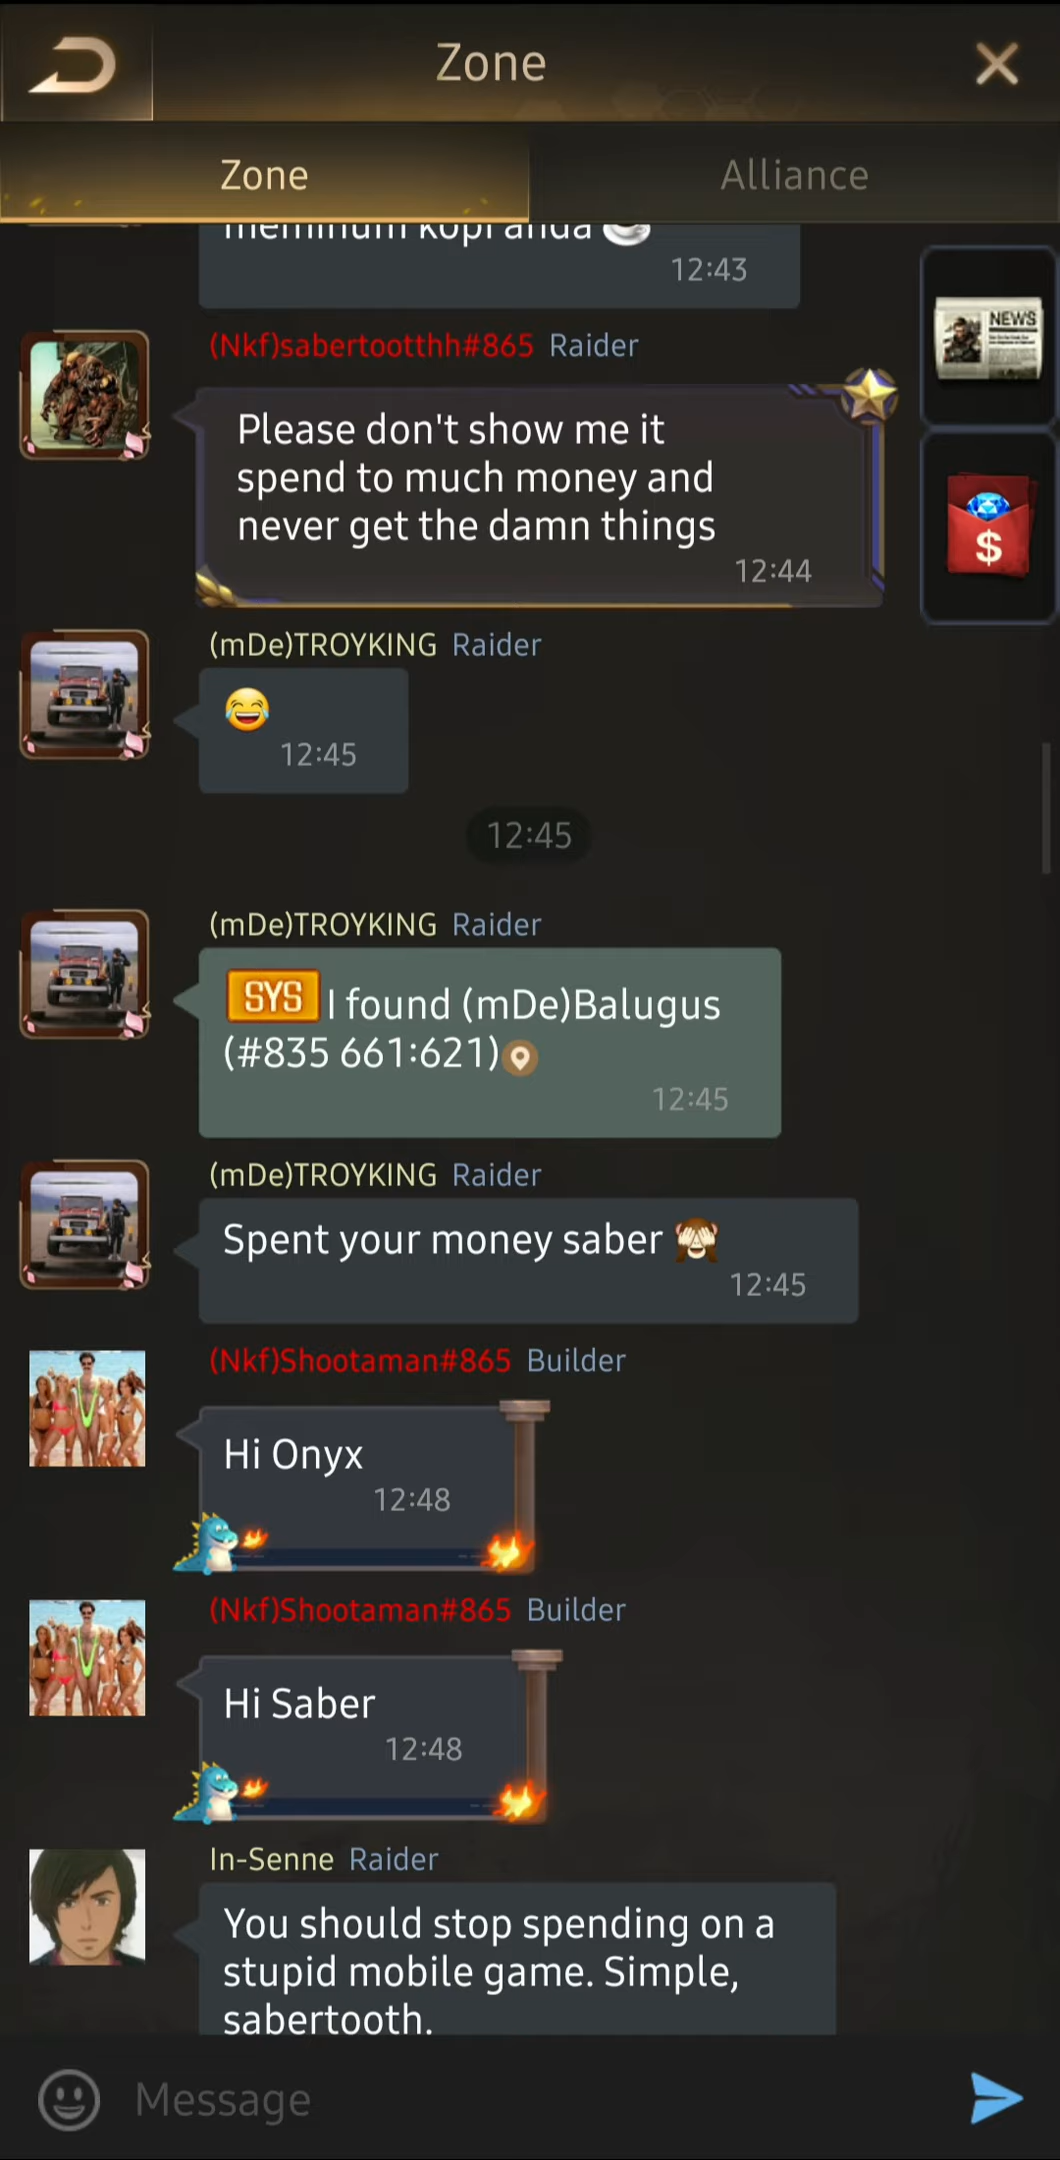 Zone
Zone
Alliance
meminum kopi anda
12:43
NEWS
(Nkf)sabertootthh#865 Raider
Please don't show me it
spend to much money and
never get the damn things
12:44
$
(mDe)TROYKING Raider
😂
12:45
12:45
(mDe)TROYKING Raider
SYS I found (mDe)Balugus
(#835 661:621)
12:45
(mDe)TROYKING Raider
Spent your money saber 🙈
12:45
(Nkf)Shootaman#865 Builder
Hi Onyx
12:48
(Nkf)Shootaman#865 Builder
Hi Saber
12:48
In-Senne Raider
You should stop spending on a
stupid mobile game. Simple,
sabertooth.
Message